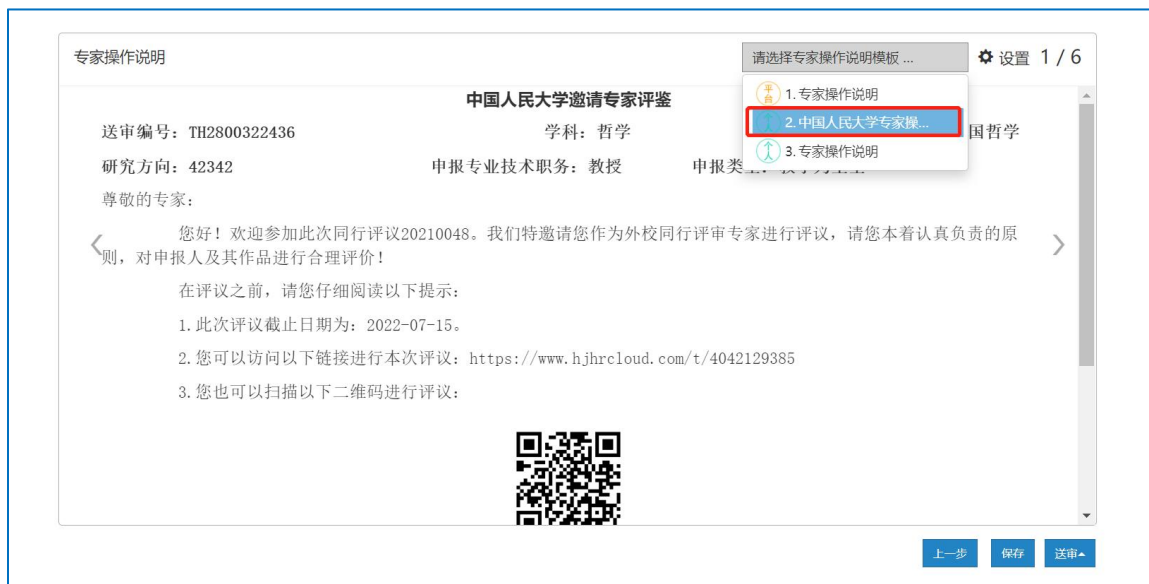 专家操作说明
请选择专家操作说明模板 ...
设置 1 / 6
中国人民大学邀请专家评鉴
平台
1.专家操作说明
2.中国人民大学专家操...
3.专家操作说明
送审编号：TH2800322436
学科：哲学
国哲学
研究方向：42342
申报专业技术职务：教授
申报类
尊敬的专家：
您好！欢迎参加此次同行评议20210048。我们特邀请您作为外校同行评审专家进行评议，请您本着认真负责的原
则，对申报人及其作品进行合理评价！
在评议之前，请您仔细阅读以下提示：
1.此次评议截止日期为：2022-07-15。
2.您可以访问以下链接进行本次评议：https://www.hjhrcloud.com/t/4042129385
3.您也可以扫描以下二维码进行评议：
上一步
保存
送审